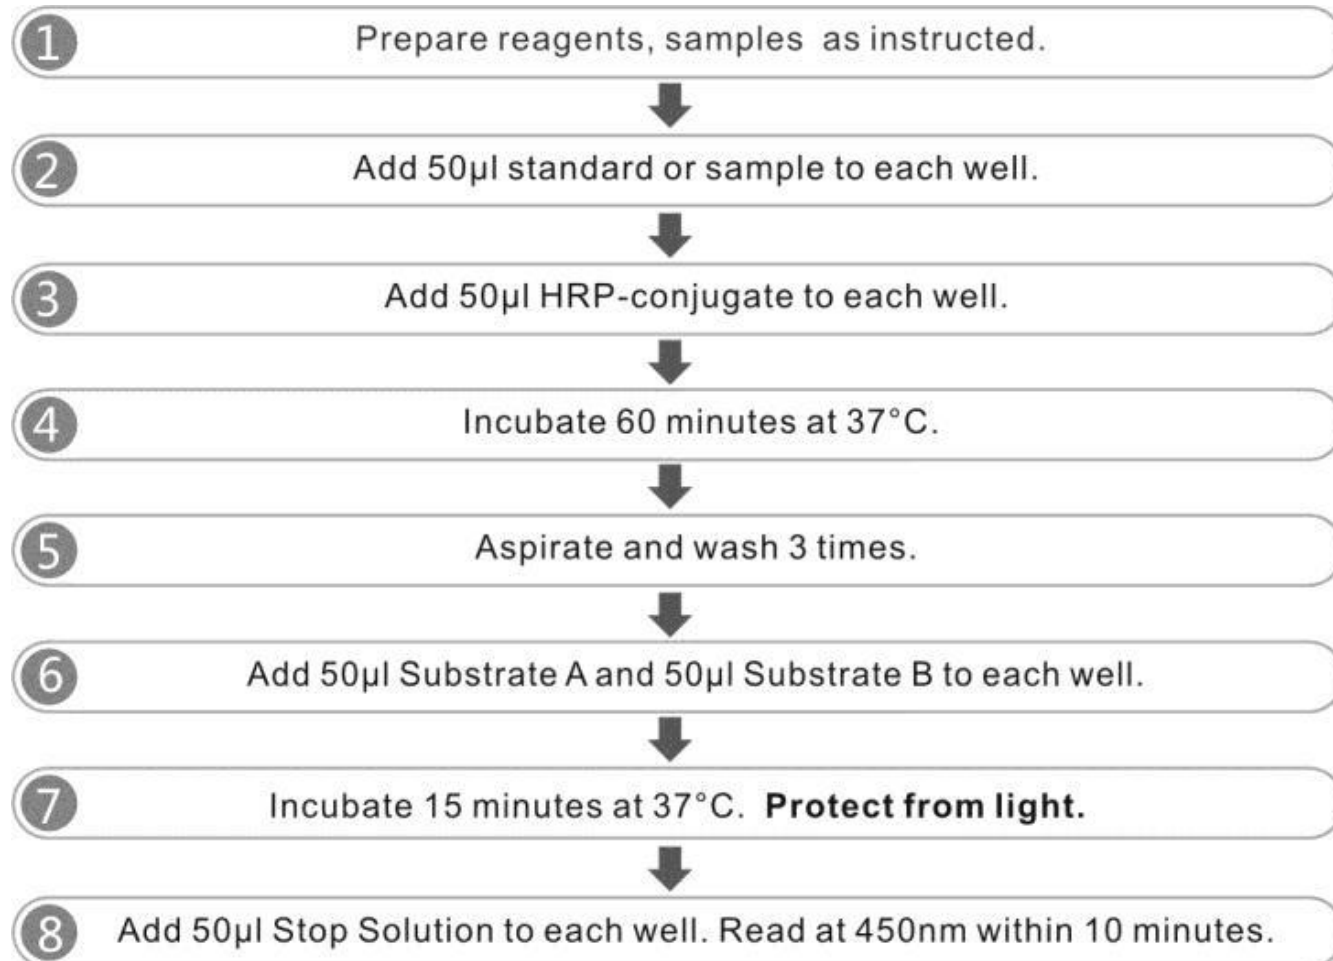 1 Prepare reagents, samples as instructed.
2 Add 50μl standard or sample to each well.
3 Add 50μl HRP-conjugate to each well.
4 Incubate 60 minutes at 37°C.
5 Aspirate and wash 3 times.
6 Add 50μl Substrate A and 50μl Substrate B to each well.
7 Incubate 15 minutes at 37°C. Protect from light.
8 Add 50μl Stop Solution to each well. Read at 450nm within 10 minutes.